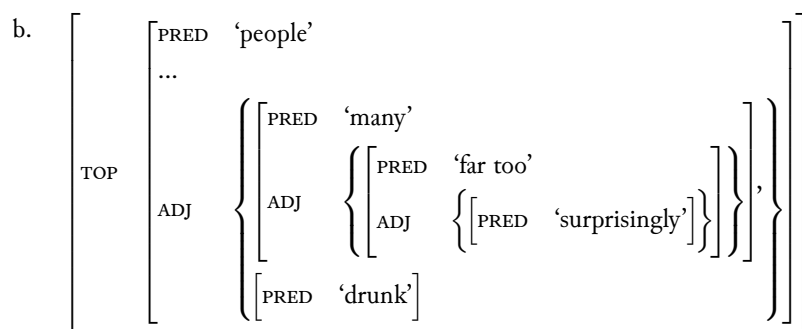 b.
PRED ‘people’
...
PRED ‘many’
PRED ‘far too’
TOP
ADJ
ADJ
ADJ
PRED ‘surprisingly’
,
PRED ‘drunk’